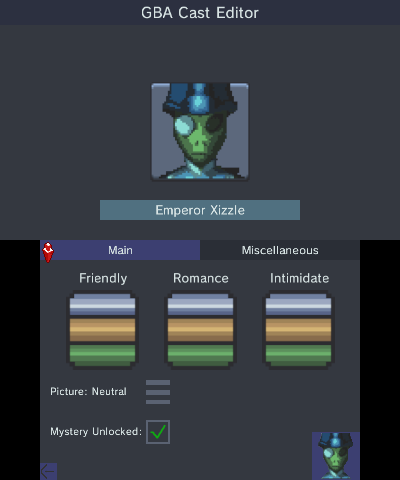 GBA Cast Editor
Emperor Xizzle
Main
Miscellaneous
Friendly
Romance
Intimidate
Picture: Neutral
Mystery Unlocked: